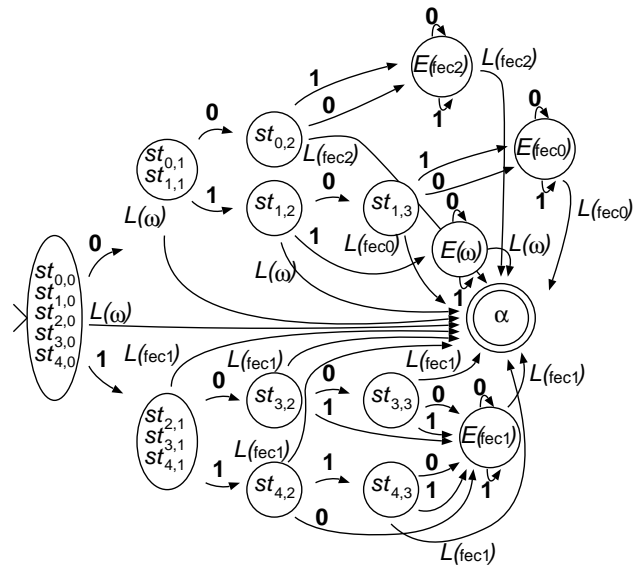 0
E(fec2)
L(fec2)
1
0
1
0
E(fec0)
1
0
0
st0,2
L(fec2)
1
0
st0,1
st1,1
1
st1,2
0
st1,3
L(fec0)
L(ω)
1
L(fec0)
0
E(ω)
L(ω)
1
L(ω)
0
st0,0
st1,0
st2,0
st3,0
st4,0
L(ω)
α
1
L(fec1)
L(fec1)
L(fec1)
L(fec1)
0
st3,2
0
1
st3,3
0
1
0
E(fec1)
1
st2,1
st3,1
st4,1
L(fec1)
1
st4,2
1
st4,3
0
1
0
L(fec1)